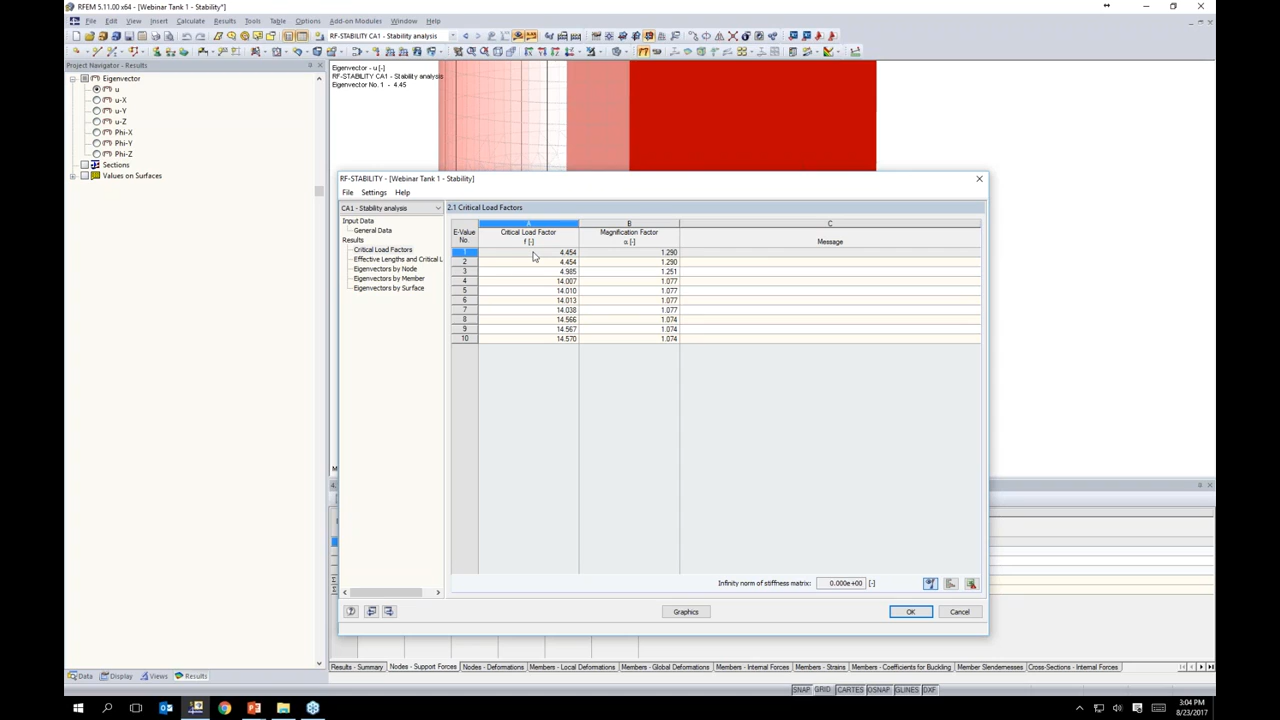 RFEM 5.11.00 x64 - [Webinar Tank 1 - Stability*]
File Edit View Insert Calculate Results Tools Table Options Add-on Modules Window Help
RF-STABILITY CA1 - Stability analysis
Project Navigator - Results
Eigenvector
u
u-X
u-Y
u-Z
Phi-X
Phi-Y
Phi-Z
Sections
Values on Surfaces
Eigenvector - u [-]
RF-STABILITY CA1 - Stability analysis
Eigenvector No. 1 - 4.45
RF-STABILITY - [Webinar Tank 1 - Stability]
File Settings Help
CA1 - Stability analysis
2.1 Critical Load Factors
Input Data
General Data
Results
Critical Load Factors
Effective Lengths and Critical L
Eigenvectors by Node
Eigenvectors by Member
Eigenvectors by Surface
A B C
E-Value Critical Load Factor Magnification Factor
No. f [-] α [-] Message
1 4.454 1.290
2 4.454 1.290
3 4.985 1.251
4 14.007 1.077
5 14.010 1.077
6 14.013 1.077
7 14.038 1.077
8 14.566 1.074
9 14.567 1.074
10 14.570 1.074
Infinity norm of stiffness matrix: 0.000e+00 [-]
Graphics OK Cancel
Results - Summary Nodes - Support Forces Nodes - Deformations Members - Local Deformations Members - Global Deformations Members - Internal Forces Members - Strains Members - Coefficients for Buckling Member Slendernesses Cross-Sections - Internal Forces
Data Display Views Results
SNAP GRID CARTES OSNAP GLINES DXF
3:04 PM
8/23/2017